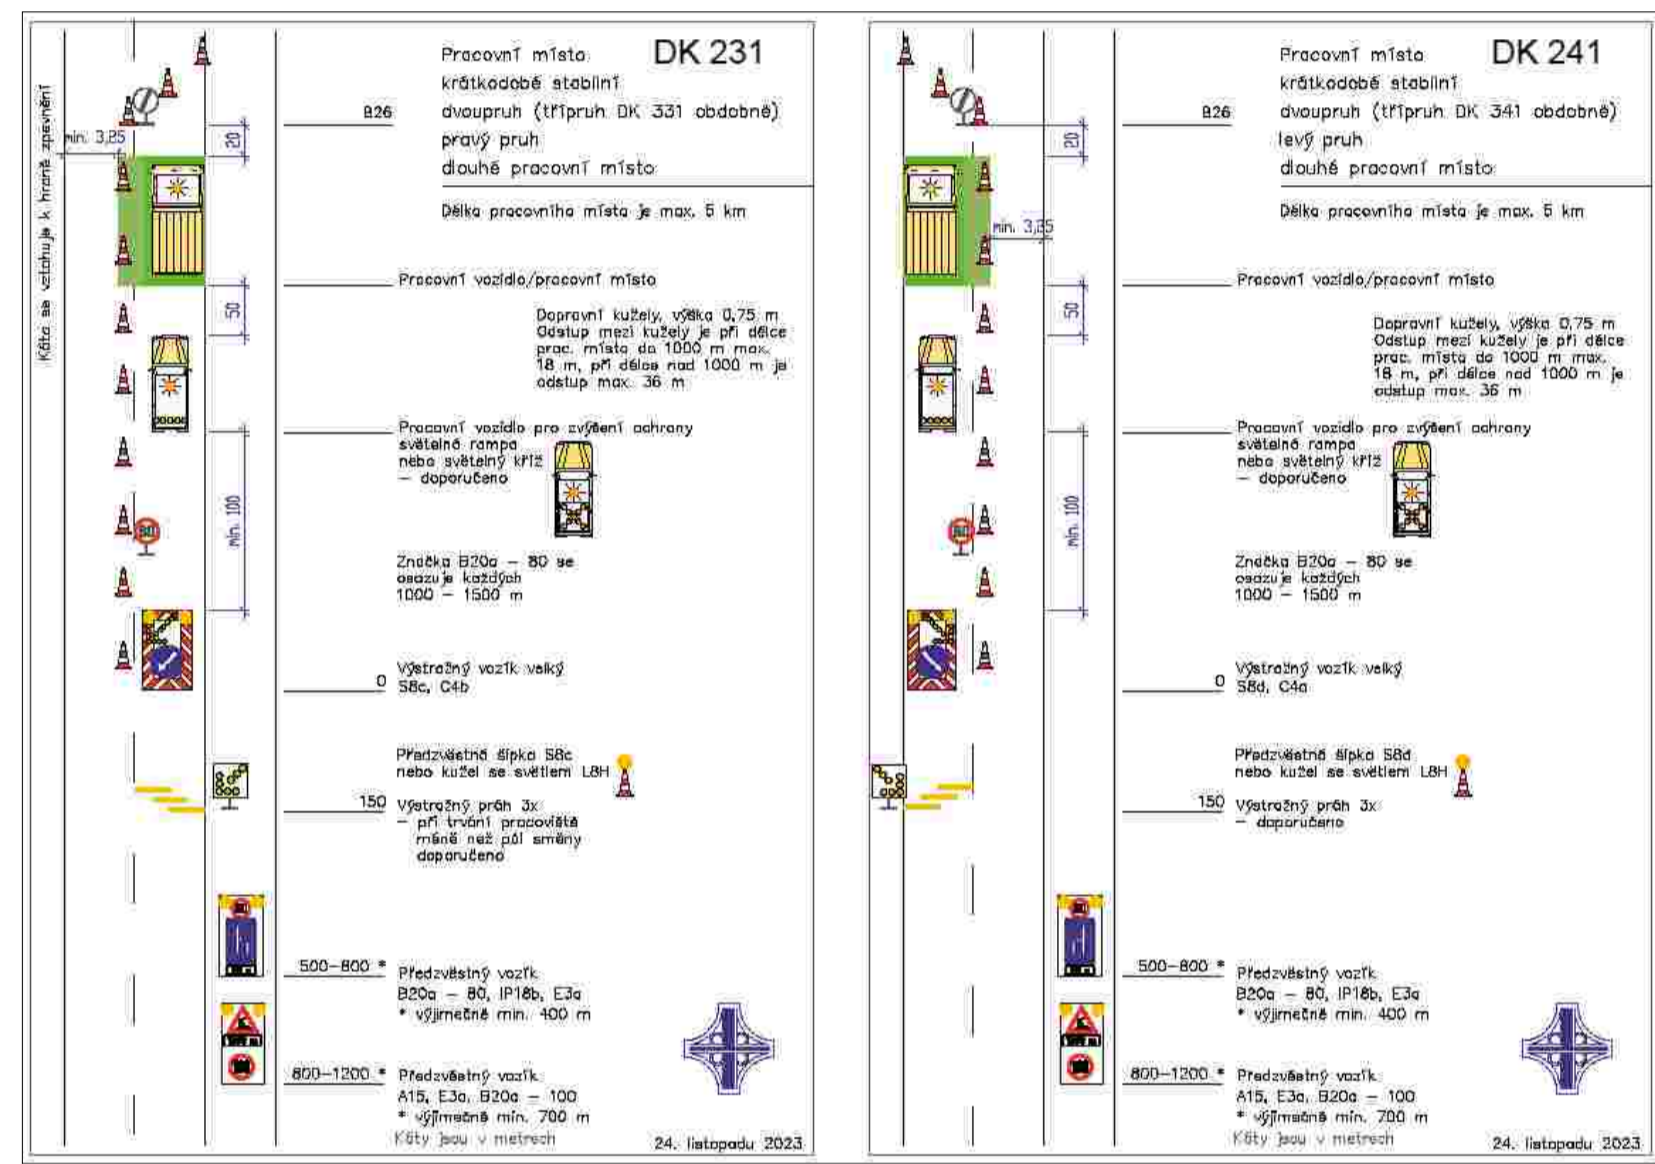 Pracovní místo
DK 231
krátkodobé stabilní
dvoupruh (třípruh DK 331 obdobně)
pravý pruh
dlouhé pracovní místo
Délka pracovního místa je max. 5 km
Kóta se vztahuje k hraně zpevnění
B26
min. 3,25
20
Pracovní vozidlo/pracovní místo
50
Dopravní kužely, výška 0,75 m
Odstup mezi kužely je při délce
prac. místa do 1000 m max.
18 m, při délce nad 1000 m je
odstup max. 36 m
Pracovní vozidlo pro zvýšení ochrany
světelná rampa
nebo světelný kříž
– doporučeno
min. 100
80
Značka B20a – 80 se
osazuje každých
1000 – 1500 m
0
Výstražný vozík velký
S8c, C4b
Předzvěstná šipka S8c
nebo kužel se světlem L8H
150
Výstražný práh 3x
– při trvání pracoviště
méně než půl směny
doporučeno
500–800 *
Předzvěstný vozík
B20a – 80, IP18b, E3a
* výjimečně min. 400 m
800–1200 *
Předzvěstný vozík
A15, E3a, B20a – 100
* výjimečně min. 700 m
Kóty jsou v metrech
24. listopadu 2023
Pracovní místo
DK 241
krátkodobé stabilní
dvoupruh (třípruh DK 341 obdobně)
levý pruh
dlouhé pracovní místo
Délka pracovního místa je max. 5 km
B26
20
min. 3,25
Pracovní vozidlo/pracovní místo
50
Dopravní kužely, výška 0,75 m
Odstup mezi kužely je při délce
prac. místa do 1000 m max.
18 m, při délce nad 1000 m je
odstup max. 36 m
Pracovní vozidlo pro zvýšení ochrany
světelná rampa
nebo světelný kříž
– doporučeno
min. 100
80
Značka B20a – 80 se
osazuje každých
1000 – 1500 m
0
Výstražný vozík velký
S8d, C4a
Předzvěstná šipka S8d
nebo kužel se světlem L8H
150
Výstražný práh 3x
– doporučeno
500–800 *
Předzvěstný vozík
B20a – 80, IP18b, E3a
* výjimečně min. 400 m
800–1200 *
Předzvěstný vozík
A15, E3a, B20a – 100
* výjimečně min. 700 m
Kóty jsou v metrech
24. listopadu 2023